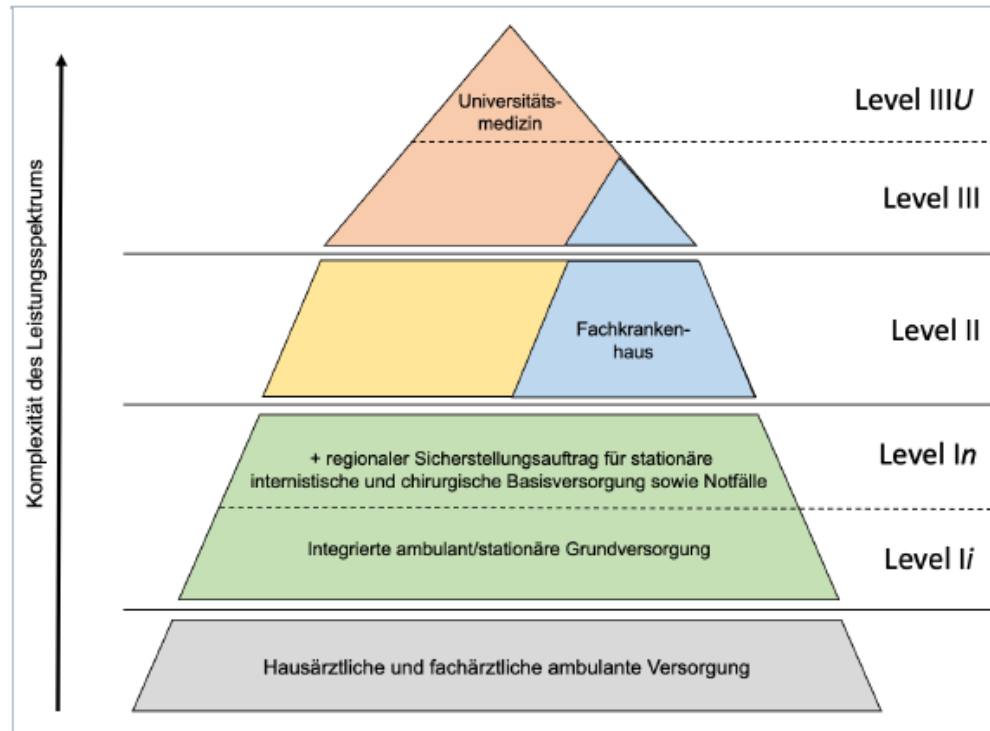 Komplexität des Leistungsspektrums
Universitäts-
medizin
Level IIIU
Level III
Fachkranken-
haus
Level II
+ regionaler Sicherstellungsauftrag für stationäre
internistische und chirurgische Basisversorgung sowie Notfälle
Level In
Integrierte ambulant/stationäre Grundversorgung
Level Ii
Hausärztliche und fachärztliche ambulante Versorgung